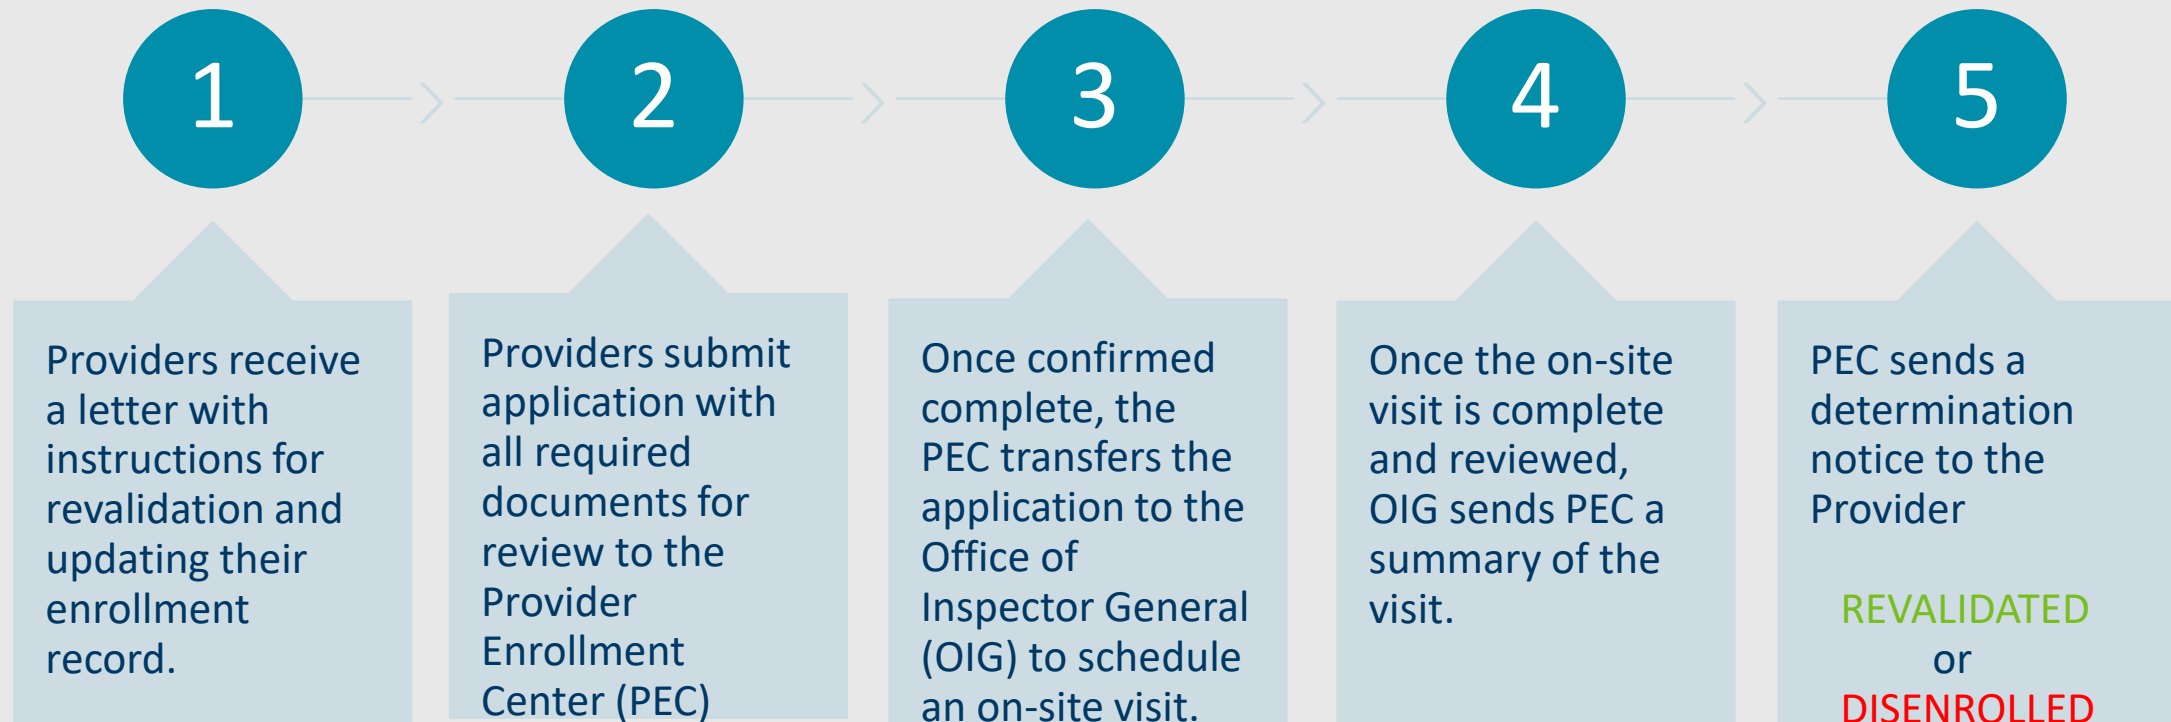 1
2
3
4
5
Providers receive
a letter with
instructions for
revalidation and
updating their
enrollment
record.
Providers submit
application with
all required
documents for
review to the
Provider
Enrollment
Center (PEC)
Once confirmed
complete, the
PEC transfers the
application to the
Office of
Inspector General
(OIG) to schedule
an on-site visit.
Once the on-site
visit is complete
and reviewed,
OIG sends PEC a
summary of the
visit.
PEC sends a
determination
notice to the
Provider
REVALIDATED
or
DISENROLLED